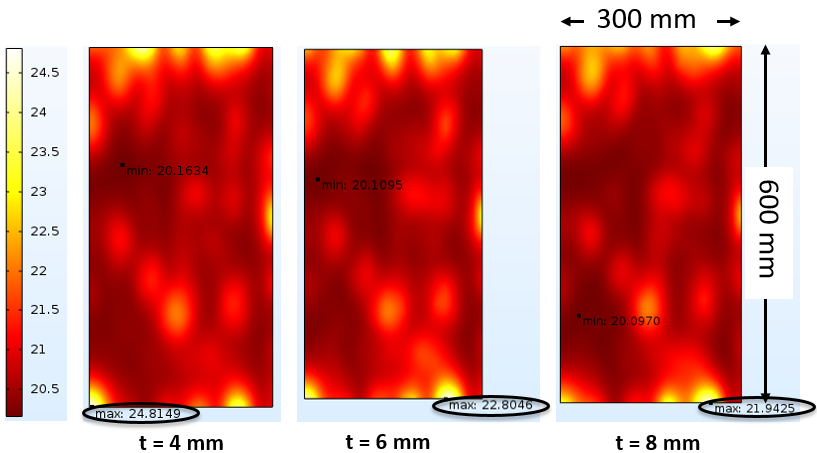 300 mm
24.5
24
23.5
23
22.5
22
21.5
21
20.5
min: 20.1634
min: 20.1095
min: 20.0970
600 mm
max: 24.8149
max: 22.8046
max: 21.9425
t = 4 mm
t = 6 mm
t = 8 mm